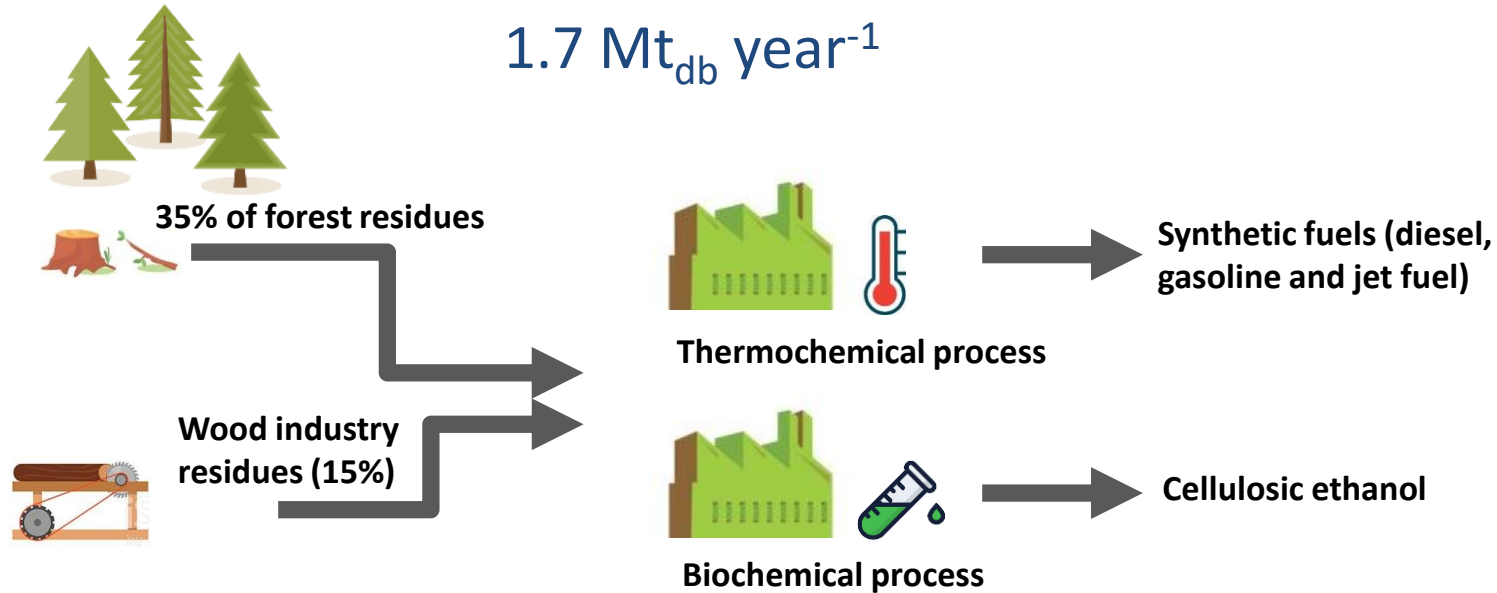 1.7 Mt_db year^-1
35% of forest residues
Wood industry
residues (15%)
Thermochemical process
Synthetic fuels (diesel,
gasoline and jet fuel)
Biochemical process
Cellulosic ethanol